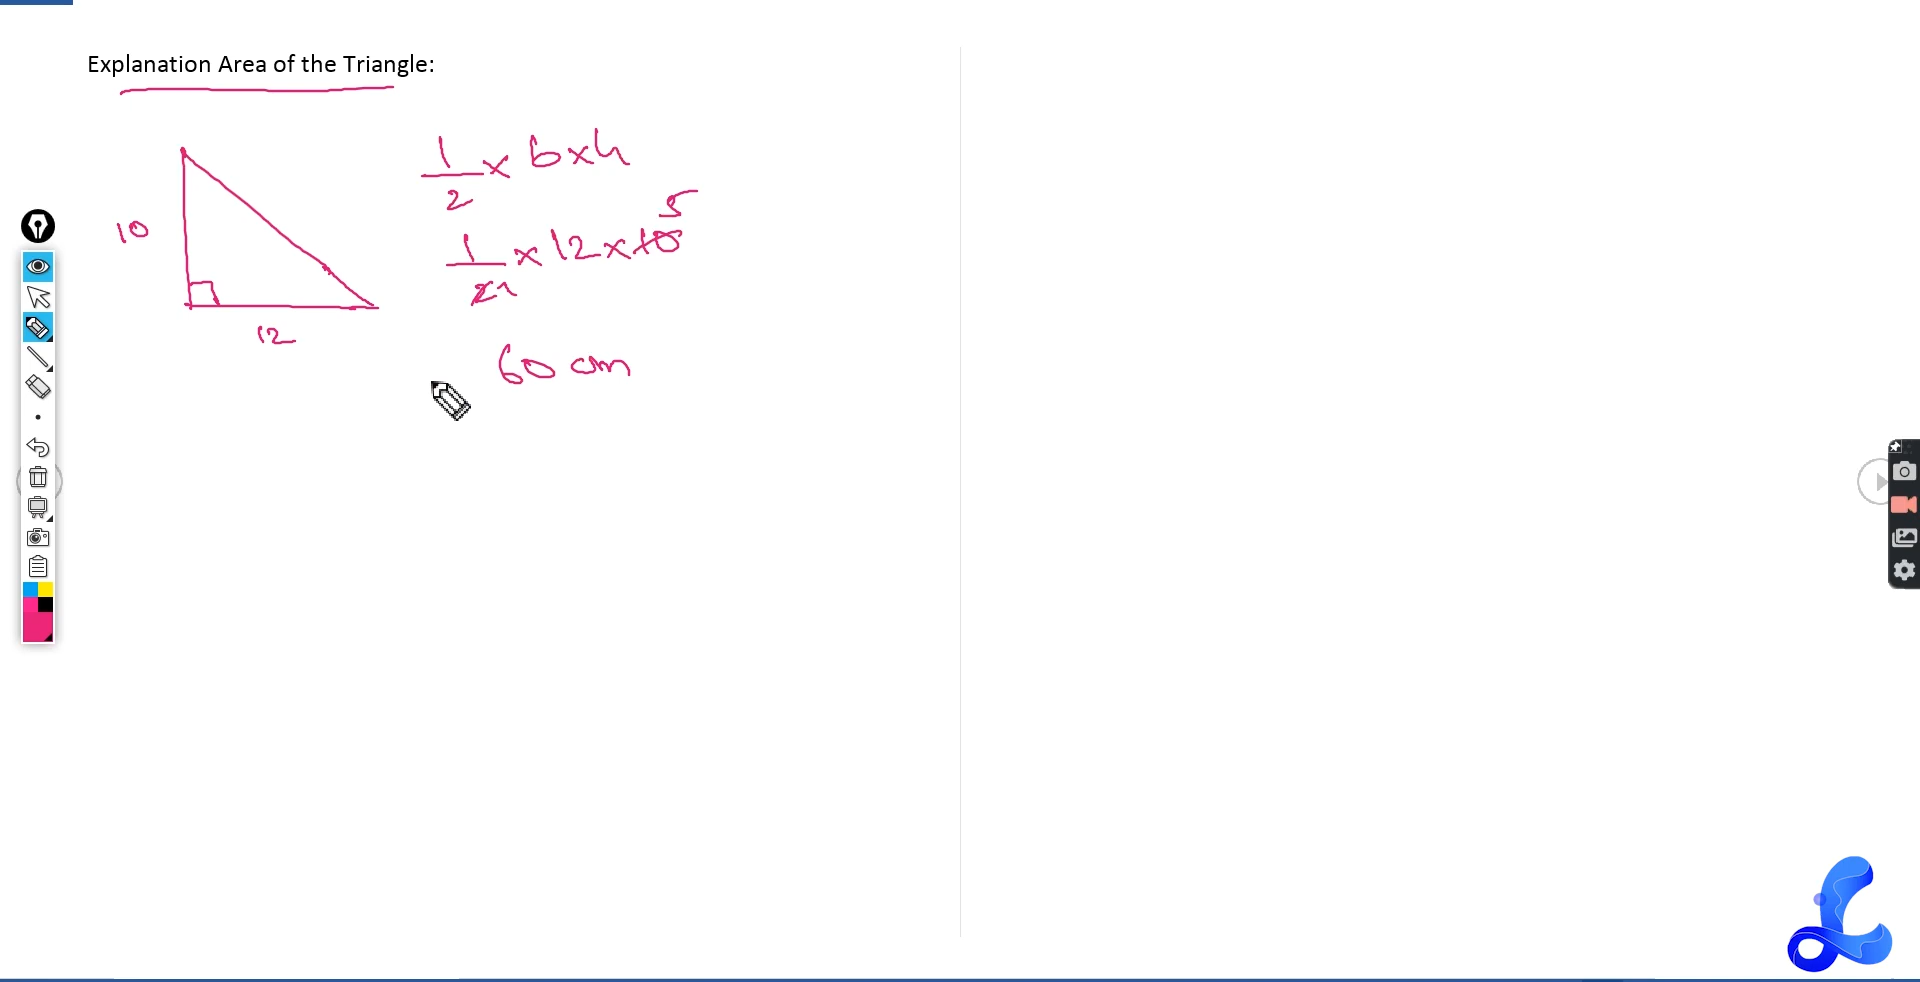 Explanation Area of the Triangle:
1/2 × b × h
5
1/2 × 12 × 10
1
10
12
60 cm